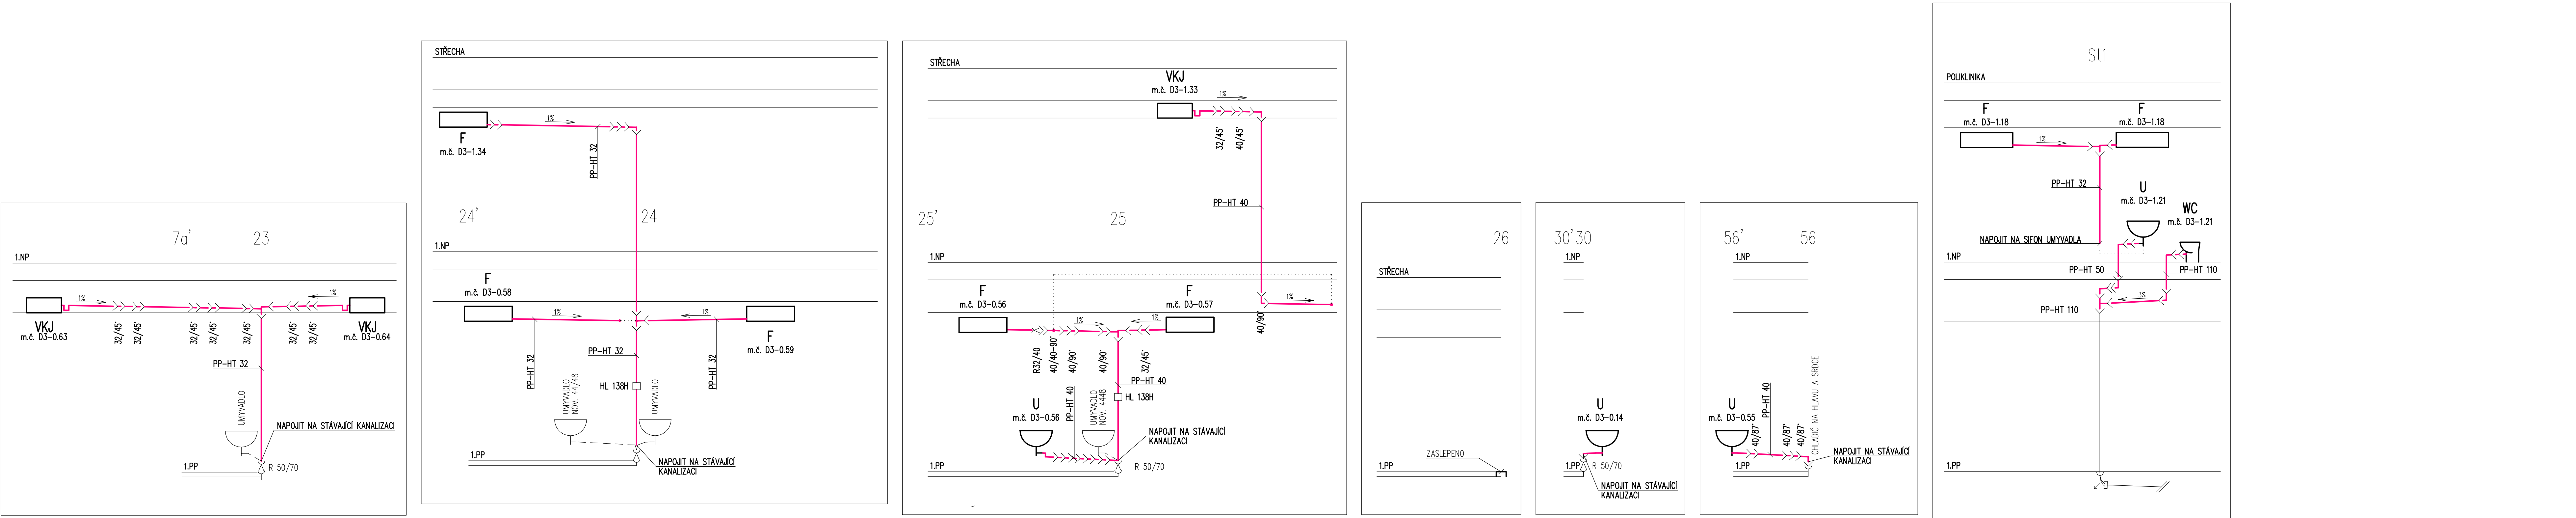 7a' 23
1.NP
1% 1%
VKJ
m.č. D3-0.63
32/45°
32/45°
32/45°
32/45°
32/45°
32/45°
32/45°
VKJ
m.č. D3-0.64
PP-HT 32
UMYVADLO
NAPOJIT NA STÁVAJÍCÍ KANALIZACI
1.PP
R 50/70
STŘECHA
1%
F
m.č. D3-1.34
PP-HT 32
24' 24
1.NP
F
m.č. D3-0.58
1% 1%
F
m.č. D3-0.59
PP-HT 32
PP-HT 32
PP-HT 32
HL 138H
UMYVADLO
NOV. 44/48
UMYVADLO
1.PP
NAPOJIT NA STÁVAJÍCÍ
KANALIZACI
STŘECHA
VKJ
m.č. D3-1.33
1%
32/45°
40/45°
PP-HT 40
25' 25
1.NP
F
m.č. D3-0.56
F
m.č. D3-0.57
1%
1% 1%
40/90°
R32/40
40/40-90°
40/90°
40/90°
32/45°
PP-HT 40
PP-HT 40
HL 138H
UMYVADLO
NOV. 4448
U
m.č. D3-0.56
NAPOJIT NA STÁVAJÍCÍ
KANALIZACI
1.PP
R 50/70
26
STŘECHA
ZASLEPENO
1.PP
30'30
1.NP
U
m.č. D3-0.14
1.PP R 50/70
NAPOJIT NA STÁVAJÍCÍ
KANALIZACI
56' 56
1.NP
U
m.č. D3-0.55
40/87°
PP-HT 40
40/87°
40/87°
CHLADIČ NA HLAVU A SRDCE
1.PP
NAPOJIT NA STÁVAJÍCÍ
KANALIZACI
St1
POLIKLINIKA
F
m.č. D3-1.18
F
m.č. D3-1.18
1%
PP-HT 32
U
m.č. D3-1.21
WC
m.č. D3-1.21
NAPOJIT NA SIFON UMYVADLA
1.NP
PP-HT 50
PP-HT 110
3%
PP-HT 110
1.PP